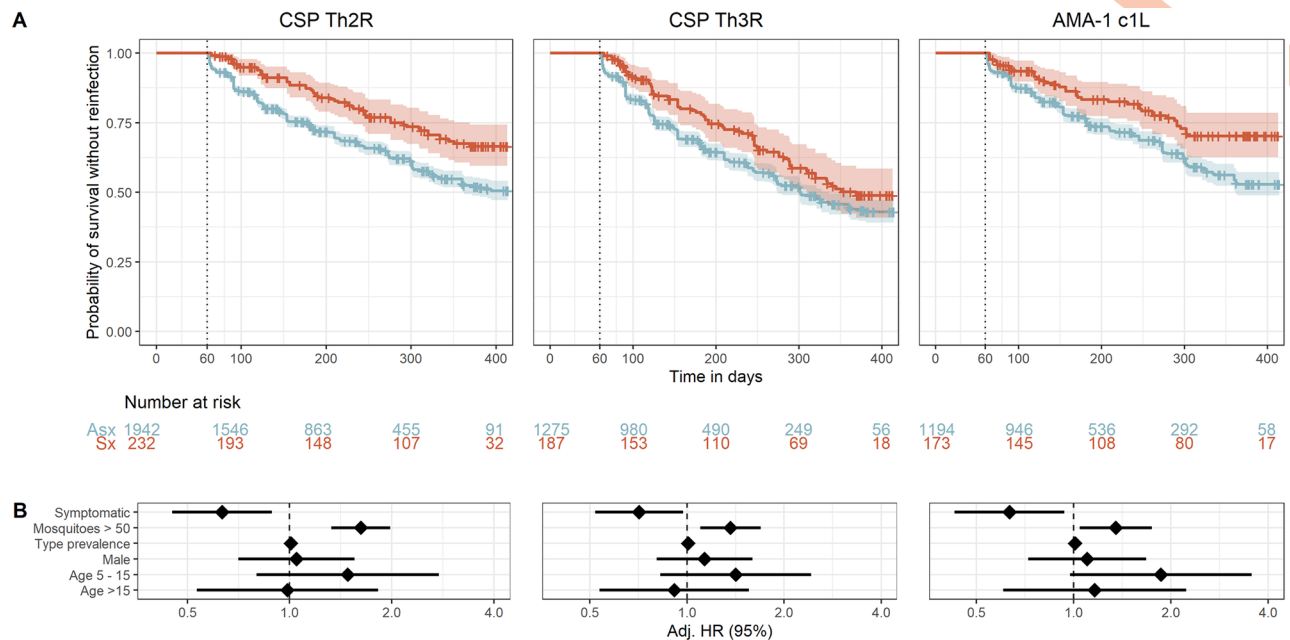 A
CSP Th2R
CSP Th3R
AMA-1 c1L
Probability of survival without reinfection
1.00
0.75
0.50
0.25
0.00
0 60 100 200 300 400
0 60 100 200 300 400
0 60 100 200 300 400
Time in days
Number at risk
Asx 1942 1546 863 455 91 1275 980 490 249 56 1194 946 536 292 58
Sx 232 193 148 107 32 187 153 110 69 18 173 145 108 80 17
B
Symptomatic
Mosquitoes > 50
Type prevalence
Male
Age 5 - 15
Age >15
0.5 1.0 2.0 4.0
0.5 1.0 2.0 4.0
0.5 1.0 2.0 4.0
Adj. HR (95%)